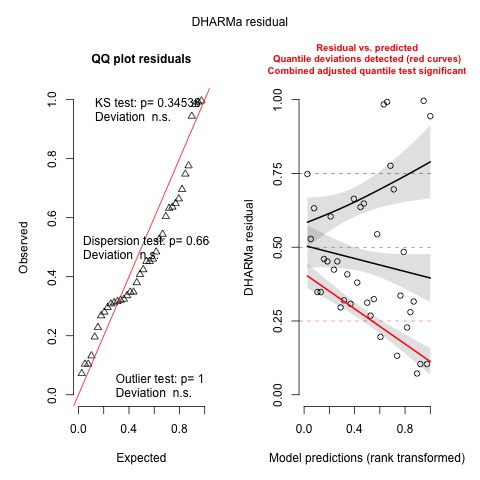 DHARMa residual
QQ plot residuals
KS test: p= 0.3453
Deviation n.s.
Dispersion test: p= 0.66
Deviation n.s.
Outlier test: p= 1
Deviation n.s.
Observed
0.0
0.2
0.4
0.6
0.8
1.0
0.0
0.4
0.8
Expected
Residual vs. predicted
Quantile deviations detected (red curves)
Combined adjusted quantile test significant
DHARMa residual
0.00
0.25
0.50
0.75
1.00
0.0
0.4
0.8
Model predictions (rank transformed)